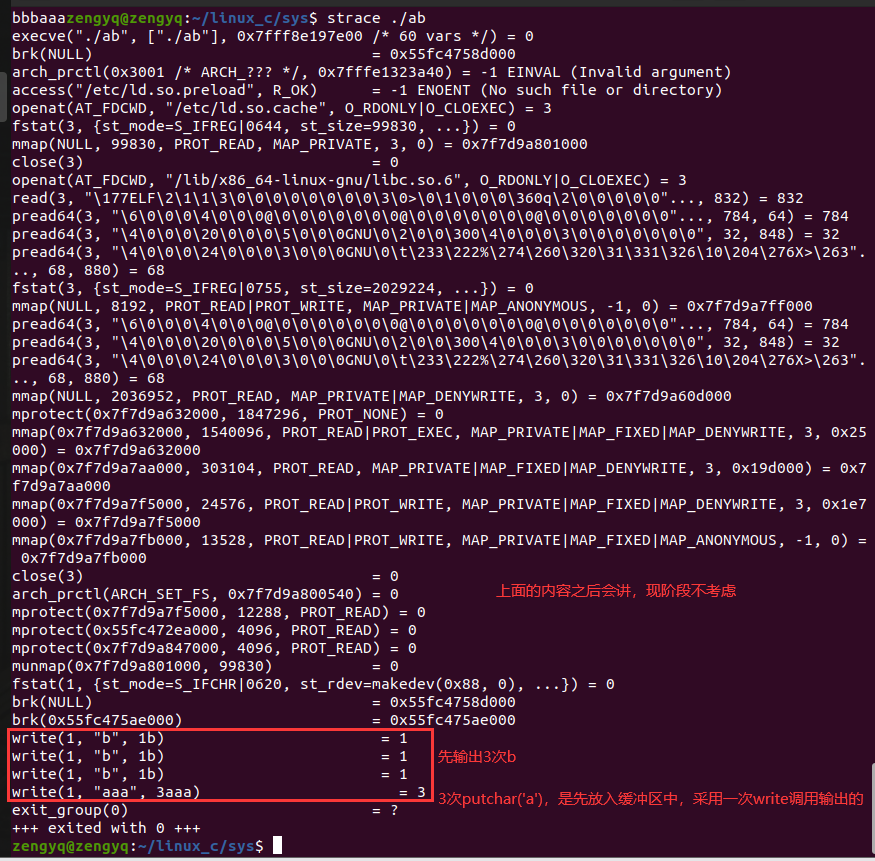 bbbaaazengyq@zengyq:~/linux_c/sys$ strace ./ab
execve("./ab", ["./ab"], 0x7fff8e197e00 /* 60 vars */) = 0
brk(NULL)                               = 0x55fc4758d000
arch_prctl(0x3001 /* ARCH_??? */, 0x7fffe1323a40) = -1 EINVAL (Invalid argument)
access("/etc/ld.so.preload", R_OK)      = -1 ENOENT (No such file or directory)
openat(AT_FDCWD, "/etc/ld.so.cache", O_RDONLY|O_CLOEXEC) = 3
fstat(3, {st_mode=S_IFREG|0644, st_size=99830, ...}) = 0
mmap(NULL, 99830, PROT_READ, MAP_PRIVATE, 3, 0) = 0x7f7d9a801000
close(3)                                = 0
openat(AT_FDCWD, "/lib/x86_64-linux-gnu/libc.so.6", O_RDONLY|O_CLOEXEC) = 3
read(3, "\177ELF\2\1\1\3\0\0\0\0\0\0\0\0\3\0>\0\1\0\0\0\360q\2\0\0\0\0\0"..., 832) = 832
pread64(3, "\6\0\0\0\4\0\0\0@\0\0\0\0\0\0\0@\0\0\0\0\0\0\0@\0\0\0\0\0\0\0"..., 784, 64) = 784
pread64(3, "\4\0\0\0\20\0\0\0\5\0\0\0GNU\0\2\0\0\300\4\0\0\0\3\0\0\0\0\0\0\0", 32, 848) = 32
pread64(3, "\4\0\0\0\24\0\0\0\3\0\0\0GNU\0\t\233\222%\274\260\320\31\331\326\10\204\276X>\263".
.., 68, 880) = 68
fstat(3, {st_mode=S_IFREG|0755, st_size=2029224, ...}) = 0
mmap(NULL, 8192, PROT_READ|PROT_WRITE, MAP_PRIVATE|MAP_ANONYMOUS, -1, 0) = 0x7f7d9a7ff000
pread64(3, "\6\0\0\0\4\0\0\0@\0\0\0\0\0\0\0@\0\0\0\0\0\0\0@\0\0\0\0\0\0\0"..., 784, 64) = 784
pread64(3, "\4\0\0\0\20\0\0\0\5\0\0\0GNU\0\2\0\0\300\4\0\0\0\3\0\0\0\0\0\0\0", 32, 848) = 32
pread64(3, "\4\0\0\0\24\0\0\0\3\0\0\0GNU\0\t\233\222%\274\260\320\31\331\326\10\204\276X>\263".
.., 68, 880) = 68
mmap(NULL, 2036952, PROT_READ, MAP_PRIVATE|MAP_DENYWRITE, 3, 0) = 0x7f7d9a60d000
mprotect(0x7f7d9a632000, 1847296, PROT_NONE) = 0
mmap(0x7f7d9a632000, 1540096, PROT_READ|PROT_EXEC, MAP_PRIVATE|MAP_FIXED|MAP_DENYWRITE, 3, 0x25
000) = 0x7f7d9a632000
mmap(0x7f7d9a7aa000, 303104, PROT_READ, MAP_PRIVATE|MAP_FIXED|MAP_DENYWRITE, 3, 0x19d000) = 0x7
f7d9a7aa000
mmap(0x7f7d9a7f5000, 24576, PROT_READ|PROT_WRITE, MAP_PRIVATE|MAP_FIXED|MAP_DENYWRITE, 3, 0x1e7
000) = 0x7f7d9a7f5000
mmap(0x7f7d9a7fb000, 13528, PROT_READ|PROT_WRITE, MAP_PRIVATE|MAP_FIXED|MAP_ANONYMOUS, -1, 0) =
 0x7f7d9a7fb000
close(3)                                = 0
arch_prctl(ARCH_SET_FS, 0x7f7d9a800540) = 0
上面的内容之后会讲，现阶段不考虑
mprotect(0x7f7d9a7f5000, 12288, PROT_READ) = 0
mprotect(0x55fc472ea000, 4096, PROT_READ) = 0
mprotect(0x7f7d9a847000, 4096, PROT_READ) = 0
munmap(0x7f7d9a801000, 99830)           = 0
fstat(1, {st_mode=S_IFCHR|0620, st_rdev=makedev(0x88, 0), ...}) = 0
brk(NULL)                               = 0x55fc4758d000
brk(0x55fc475ae000)                     = 0x55fc475ae000
write(1, "b", 1b)                        = 1
write(1, "b", 1b)                        = 1
先输出3次b
write(1, "b", 1b)                        = 1
write(1, "aaa", 3aaa)                      = 3
3次putchar('a')，是先放入缓冲区中，采用一次write调用输出的
exit_group(0)                           = ?
+++ exited with 0 +++
zengyq@zengyq:~/linux_c/sys$